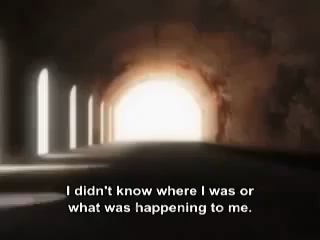 I didn't know where I was or
what was happening to me.